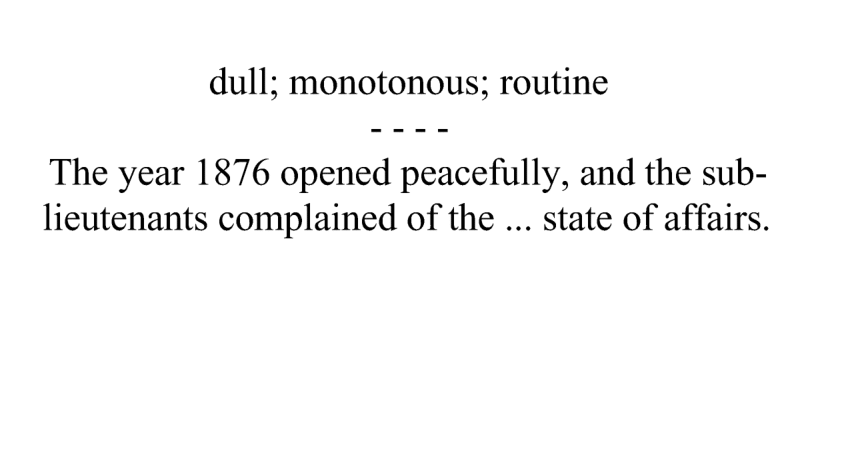 dull; monotonous; routine
- - - -
The year 1876 opened peacefully, and the sub-
lieutenants complained of the ... state of affairs.